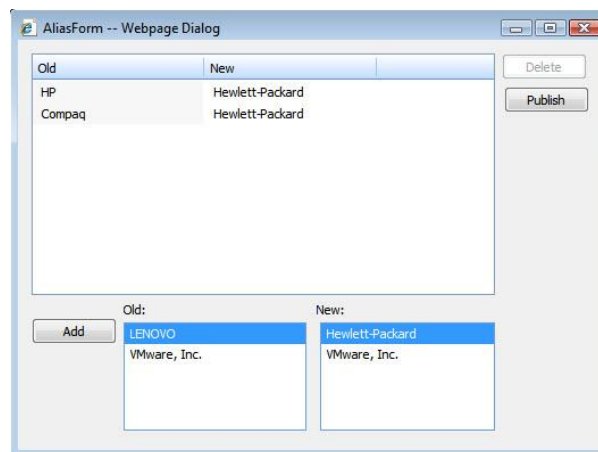 AliasForm -- Webpage Dialog
Old New
Delete
HP Hewlett-Packard
Publish
Compaq Hewlett-Packard
Old: New:
Add
LENOVO Hewlett-Packard
VMware, Inc. VMware, Inc.